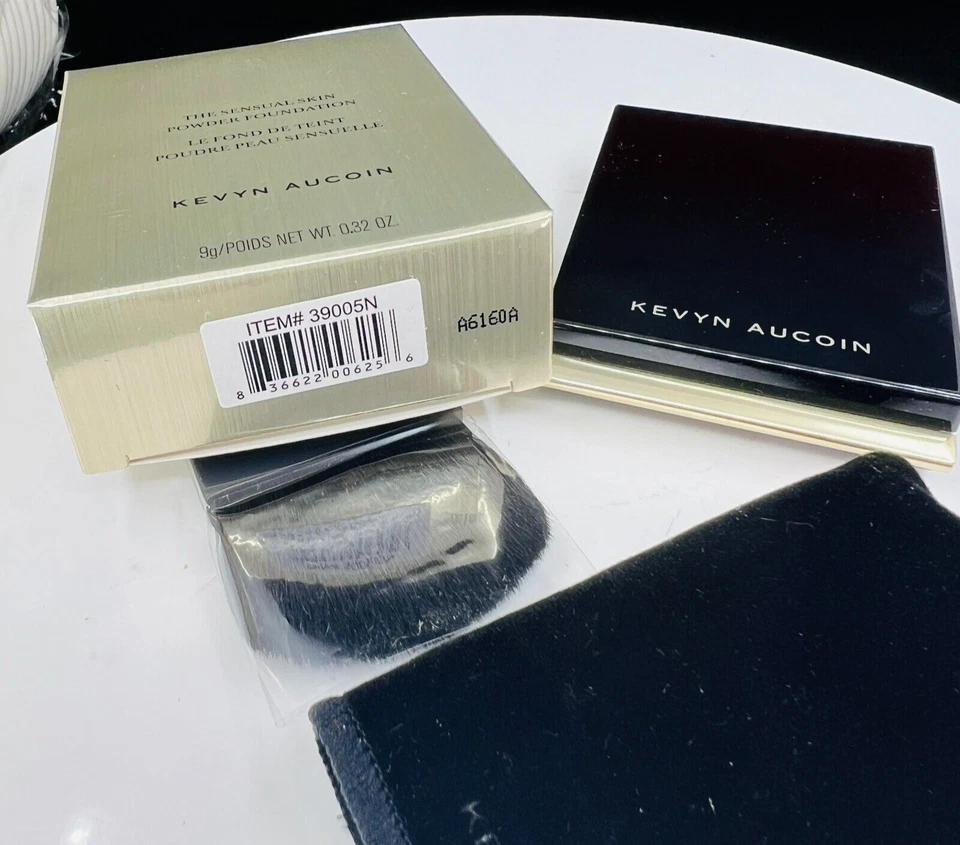 THE SENSUAL SKIN
POWDER FOUNDATION
LE FOND DE TEINT
POUDRE PEAU SENSUELLE
KEVYN AUCOIN
9g/POIDS NET WT. 0.32 OZ.
ITEM# 39005N
8 36622 00625 6
A6160A
KEVYN AUCOIN